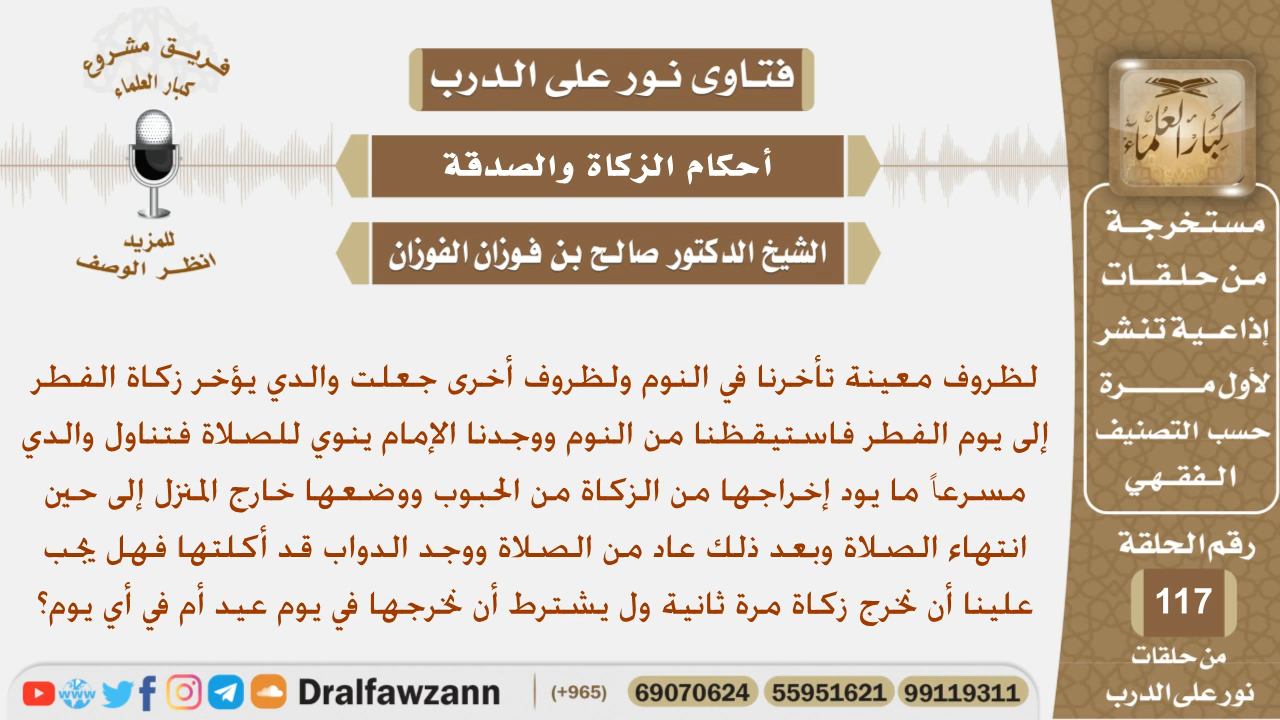 فريق مشروع
كبار العلماء
للمزيد
انظر الوصف
فتاوى نور على الدرب
أحكام الزكاة والصدقة
الشيخ الدكتور صالح بن فوزان الفوزان
لظروف معينة تأخرنا في النوم ولظروف أخرى جعلت والدي يؤخر زكاة الفطر
إلى يوم الفطر فاستيقظنا من النوم ووجدنا الإمام ينوي للصلاة فتناول والدي
مسرعاً ما يود إخراجها من الزكاة من الحبوب ووضعها خارج المنزل إلى حين
انتهاء الصلاة وبعد ذلك عاد من الصلاة ووجد الدواب قد أكلتها فهل يجب
علينا أن نخرج زكاة مرة ثانية ول يشترط أن نخرجها في يوم عيد أم في أي يوم؟
كبار العلماء
مستخرجة
من حلقات
إذاعية تنشر
لأول مرة
حسب التصنيف
الفقهي
رقم الحلقة
117
من حلقات
نور على الدرب
www
Dralfawzann
(+965)
69070624
55951621
99119311